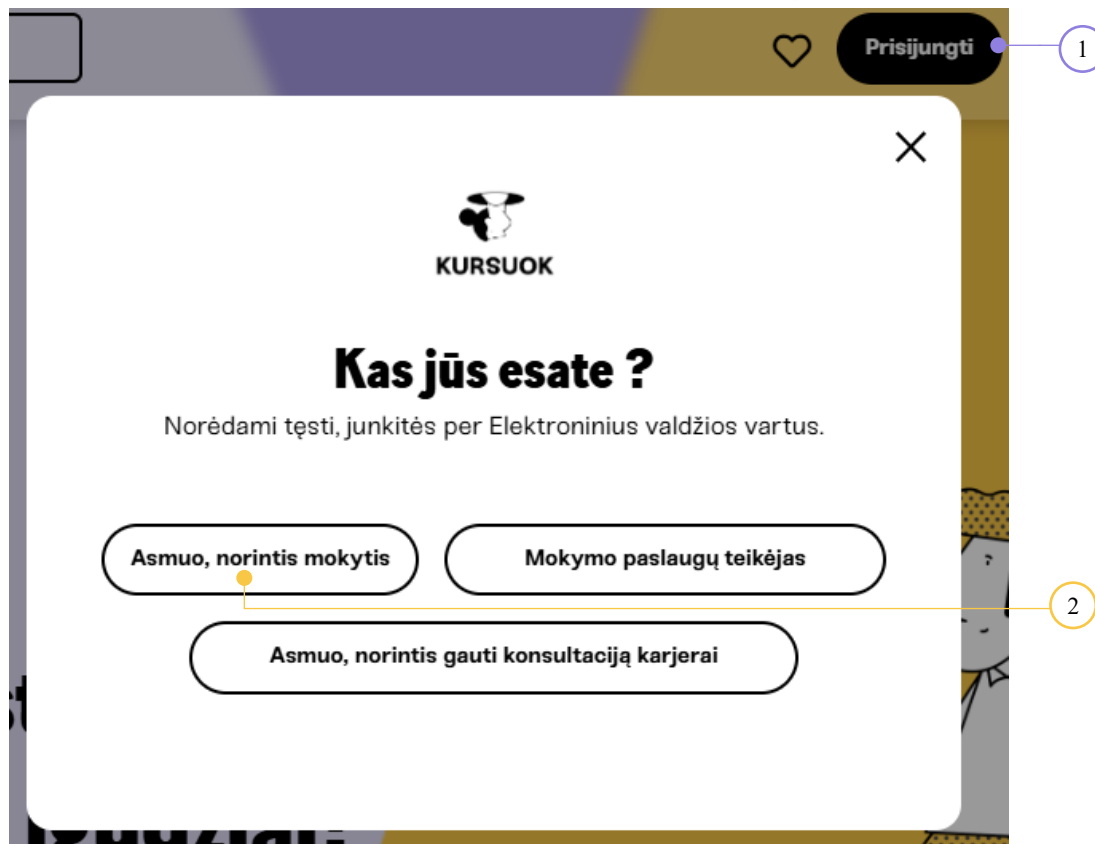 Prisijungti
1
KURSUOK
Kas jūs esate ?
Norėdami tęsti, junkitės per Elektroninius valdžios vartus.
Asmuo, norintis mokytis
Mokymo paslaugų teikėjas
2
Asmuo, norintis gauti konsultaciją karjerai